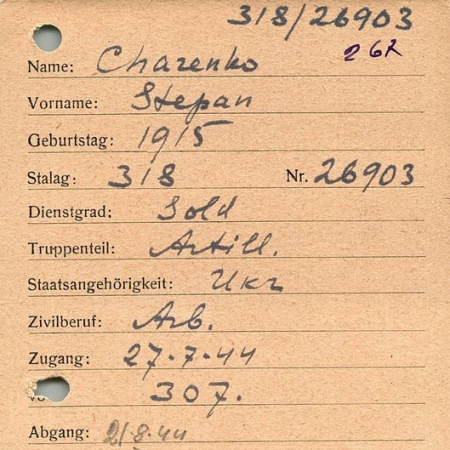 318/26903
262
Name: Charenko
Vorname: Stepan
Geburtstag: 1915
Stalag: 318 Nr. 26903
Dienstgrad: Sold
Truppenteil: Artill.
Staatsangehörigkeit: Ukr
Zivilberuf: Arb.
Zugang: 27.7.44
307.
Abgang: 21.8.44